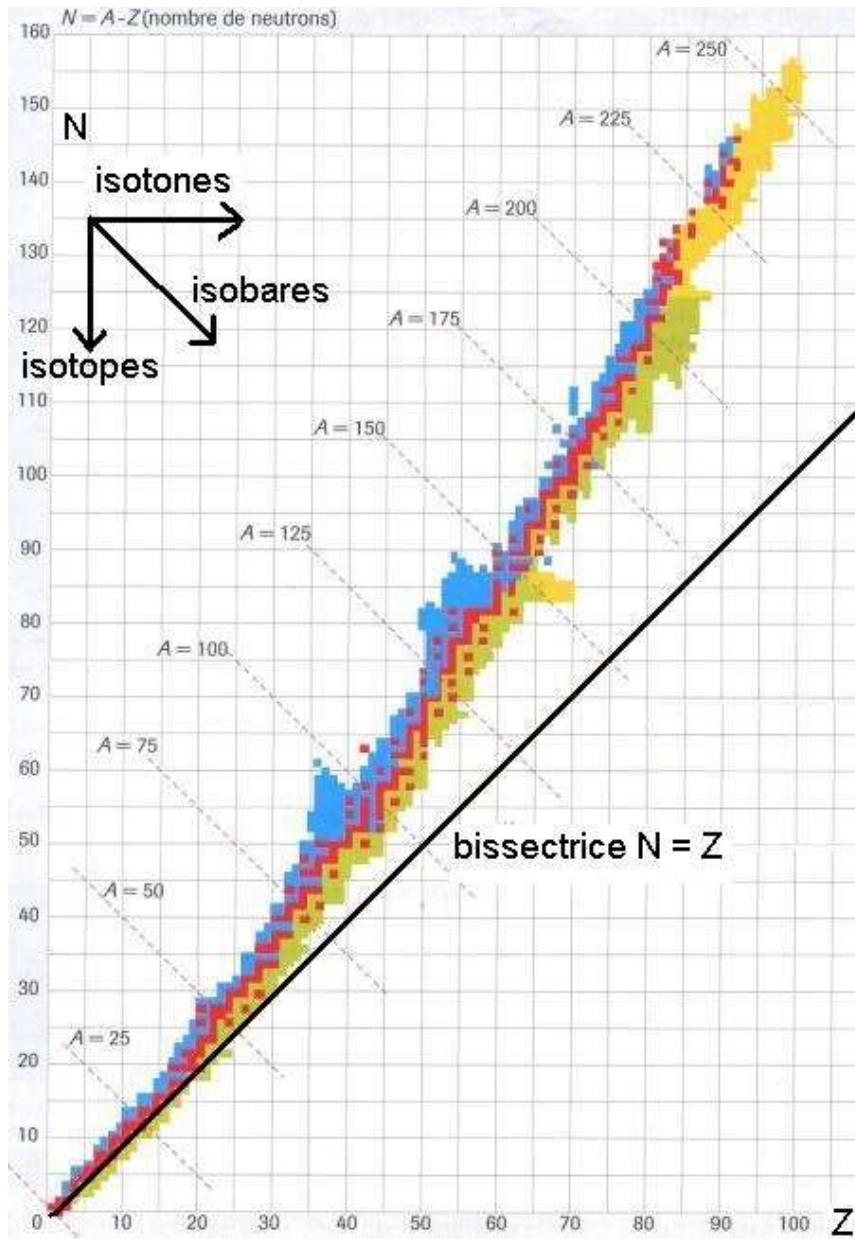 N = A-Z(nombre de neutrons)
160
A = 250
150
N
A = 225
140
isotones
A = 200
130
isobares
120
A = 175
isotopes
110
A = 150
100
A = 125
90
80
A = 100
70
A = 75
60
50
bissectrice N = Z
A = 50
40
30
A = 25
20
10
0 10 20 30 40 50 60 70 80 90 100 Z